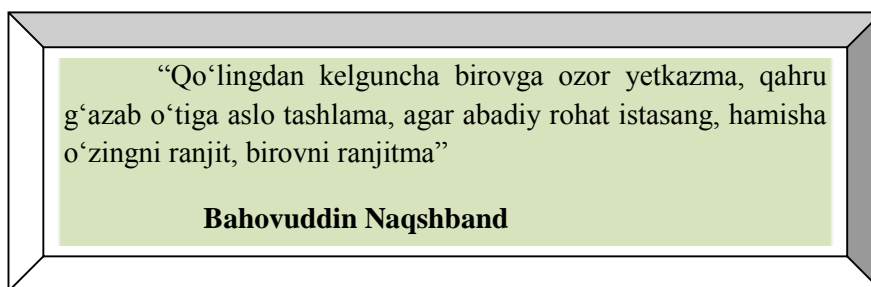 “Qo‘lingdan kelguncha birovga ozor yetkazma, qahru
g‘azab o‘tiga aslo tashlama, agar abadiy rohat istasang, hamisha
o‘zingni ranjit, birovni ranjitma”
Bahovuddin Naqshband